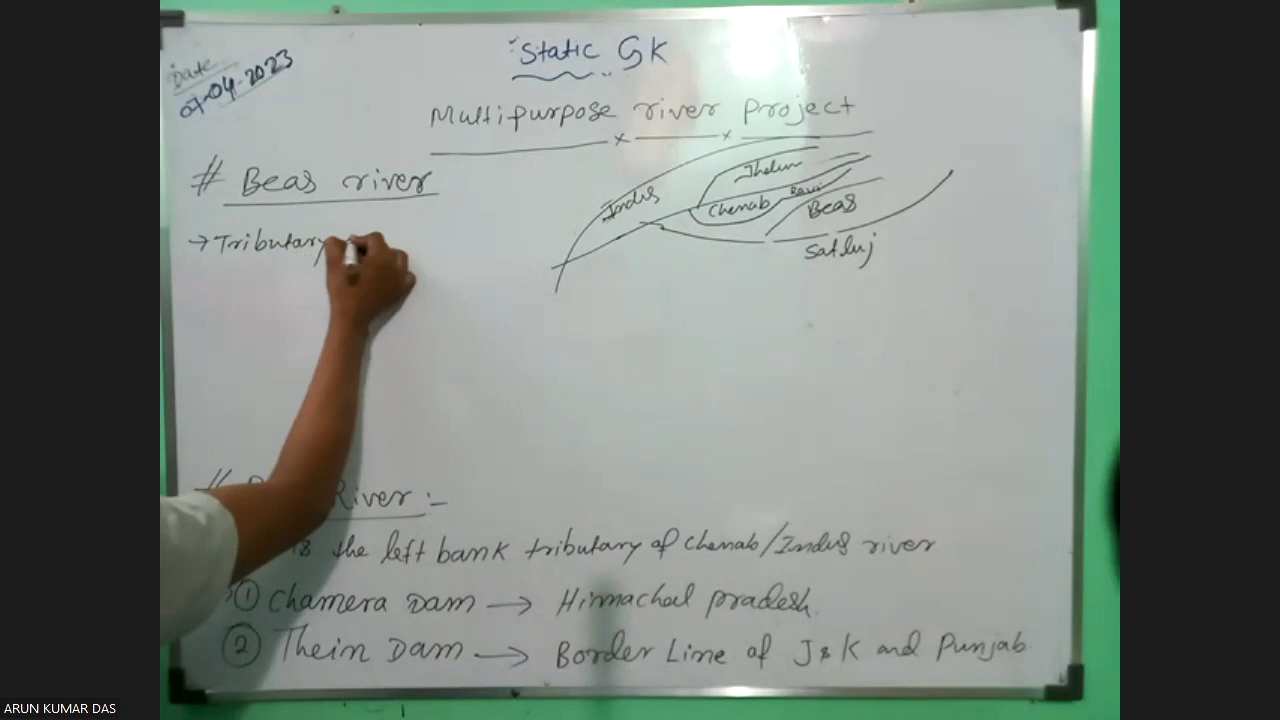 Static GK
Date
07-04-2023
Multipurpose river project
# Beas river
→ Tributary
Indus
Jhelum
Chenab
Ravi
Beas
Satluj
River :-
is the left bank tributary of Chenab/Indus river
① Chamera Dam → Himachal pradesh.
② Thein Dam → Border Line of J&K and Punjab
ARUN KUMAR DAS